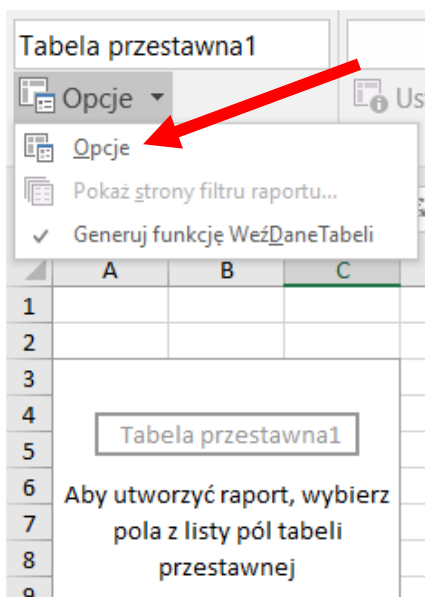 Tabela przestawna1
Opcje
Opcje
Pokaż strony filtru raportu...
Generuj funkcję WeźDaneTabeli
A B C
1
2
3
4
5
6
7
8
9
Tabela przestawna1
Aby utworzyć raport, wybierz
pola z listy pól tabeli
przestawnej